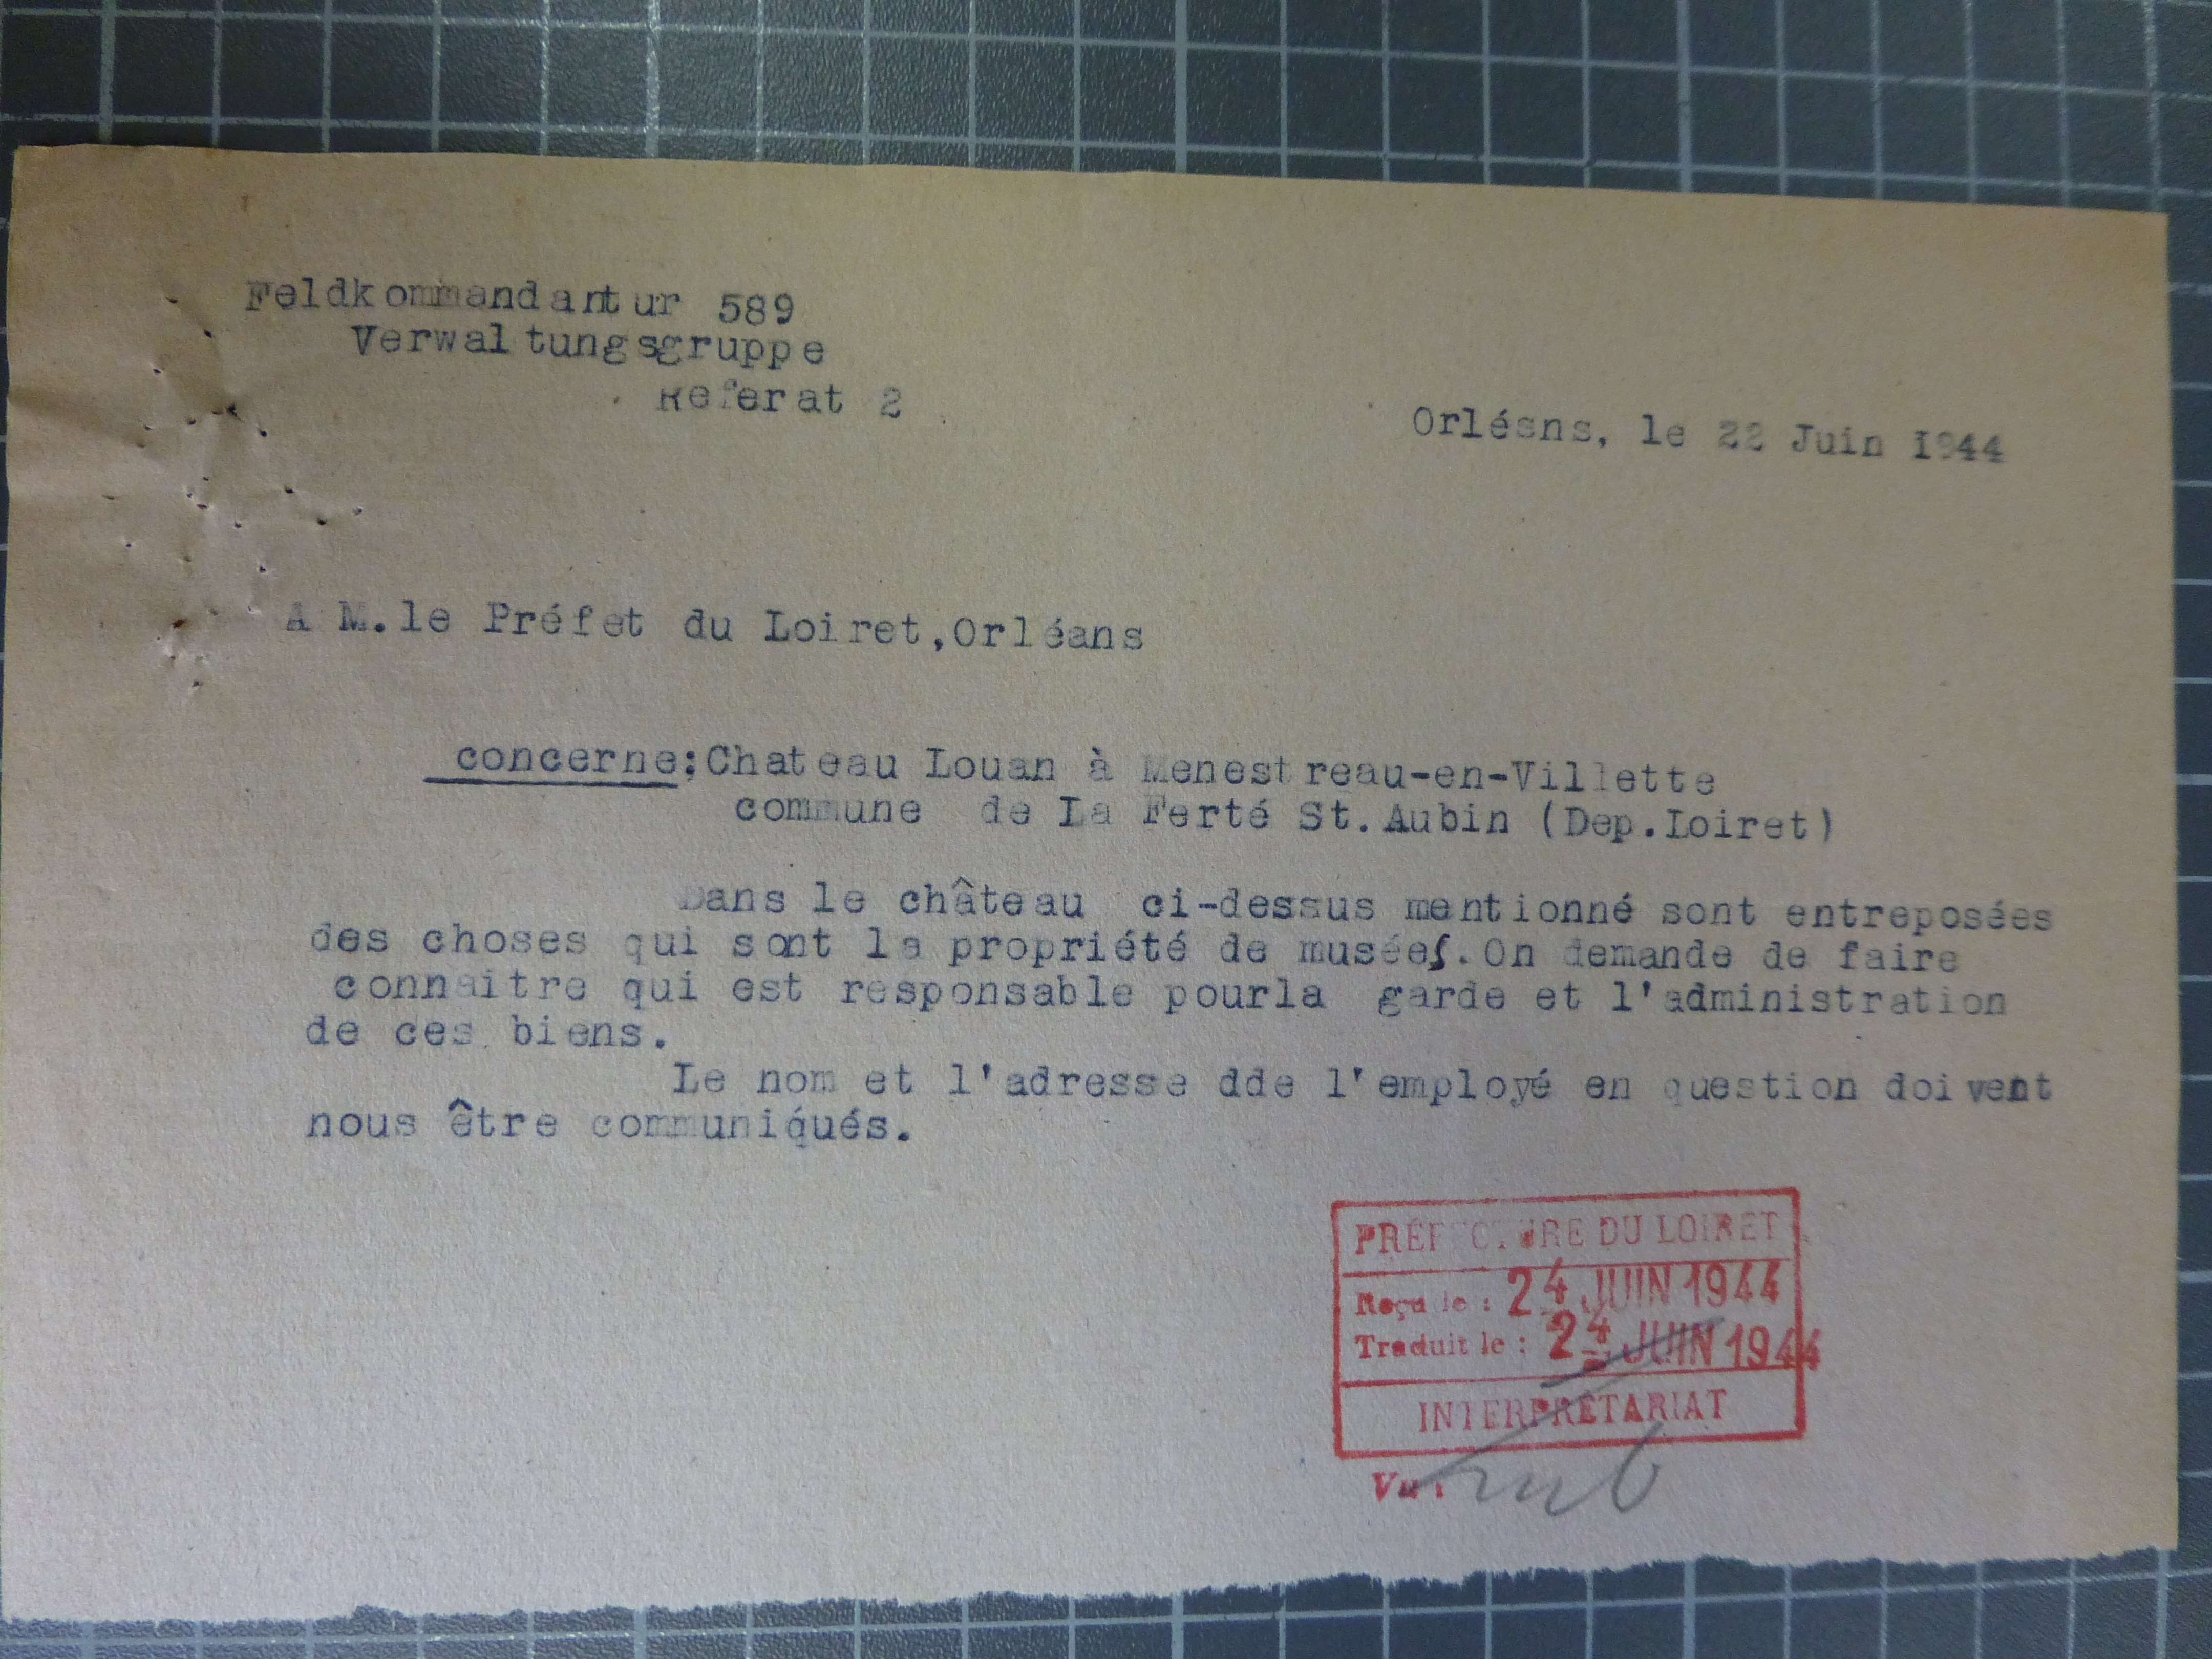 Feldkommandantur 589
Verwaltungsgruppe
Referat 2
Orléans, le 22 Juin 1944
A M.le Préfet du Loiret,Orléans
concerne:Chateau Louan à Menestreau-en-Villette
commune de La Ferté St.Aubin (Dep.Loiret)
Dans le château ci-dessus mentionné sont entreposées
des choses qui sont la propriété de musées.On demande de faire
connaitre qui est responsable pourla garde et l'administration
de ces biens.
Le nom et l'adresse dde l'employé en question doivent
nous être communiqués.
PRÉFECTURE DU LOIRET
Reçu le : 24 JUIN 1944
Traduit le : 24 JUIN 1944
INTERPRÉTARIAT
Vu :